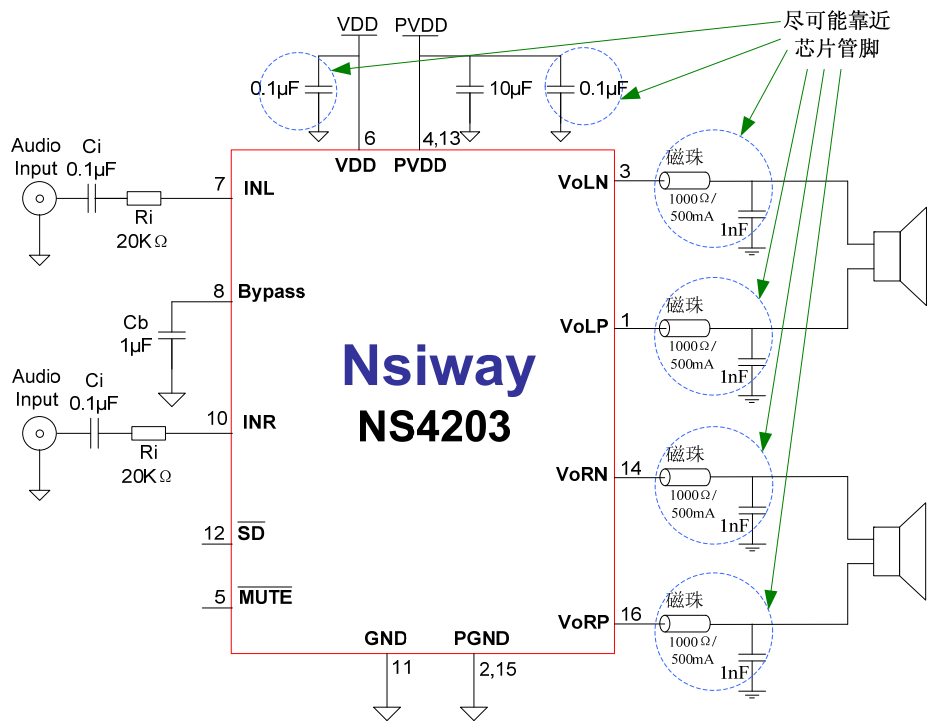 尽可能靠近
芯片管脚
VDD
PVDD
0.1µF
10µF
0.1µF
6
4,13
VDD
PVDD
Audio
Input
Ci
0.1µF
Ri
20KΩ
7
INL
8
Bypass
Cb
1µF
Audio
Input
Ci
0.1µF
Ri
20KΩ
10
INR
12
SD
5
MUTE
Nsiway
NS4203
GND
PGND
11
2,15
VoLN
3
磁珠
1000Ω/
500mA
1nF
VoLP
1
磁珠
1000Ω/
500mA
1nF
VoRN
14
磁珠
1000Ω/
500mA
1nF
VoRP
16
磁珠
1000Ω/
500mA
1nF